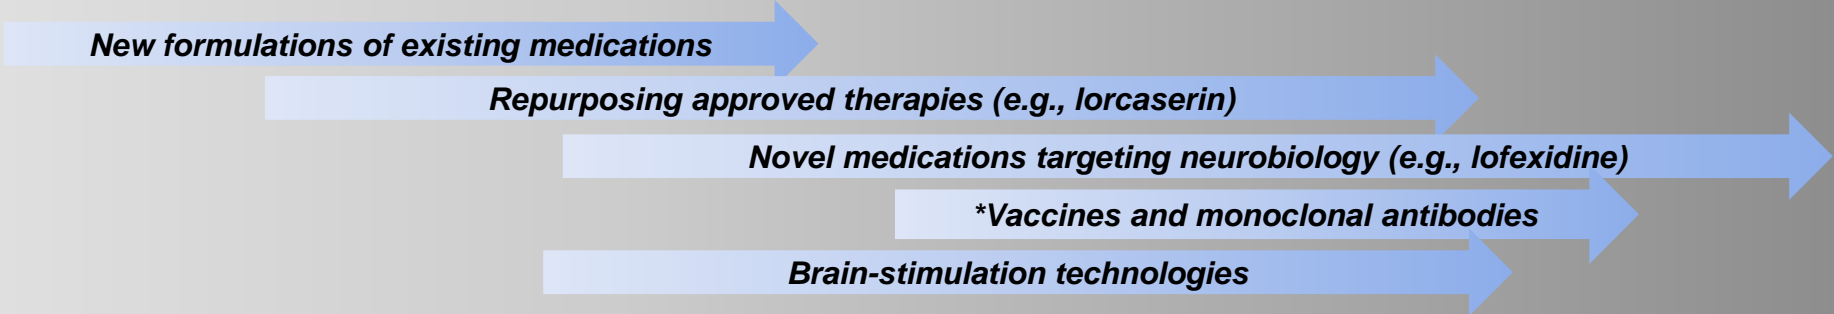 New formulations of existing medications
Repurposing approved therapies (e.g., lorcaserin)
Novel medications targeting neurobiology (e.g., lofexidine)
*Vaccines and monoclonal antibodies
Brain-stimulation technologies